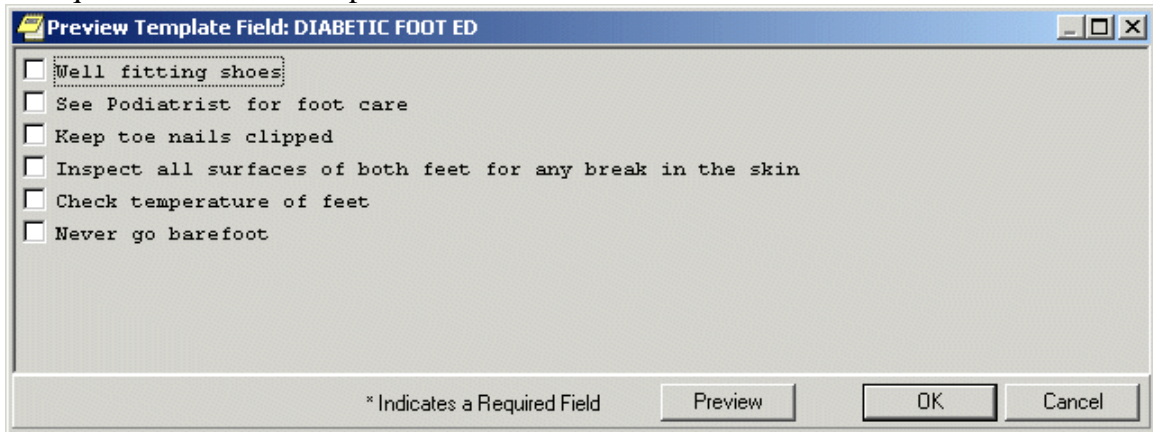 Preview Template Field: DIABETIC FOOT ED
Well fitting shoes
See Podiatrist for foot care
Keep toe nails clipped
Inspect all surfaces of both feet for any break in the skin
Check temperature of feet
Never go barefoot
* Indicates a Required Field Preview OK Cancel